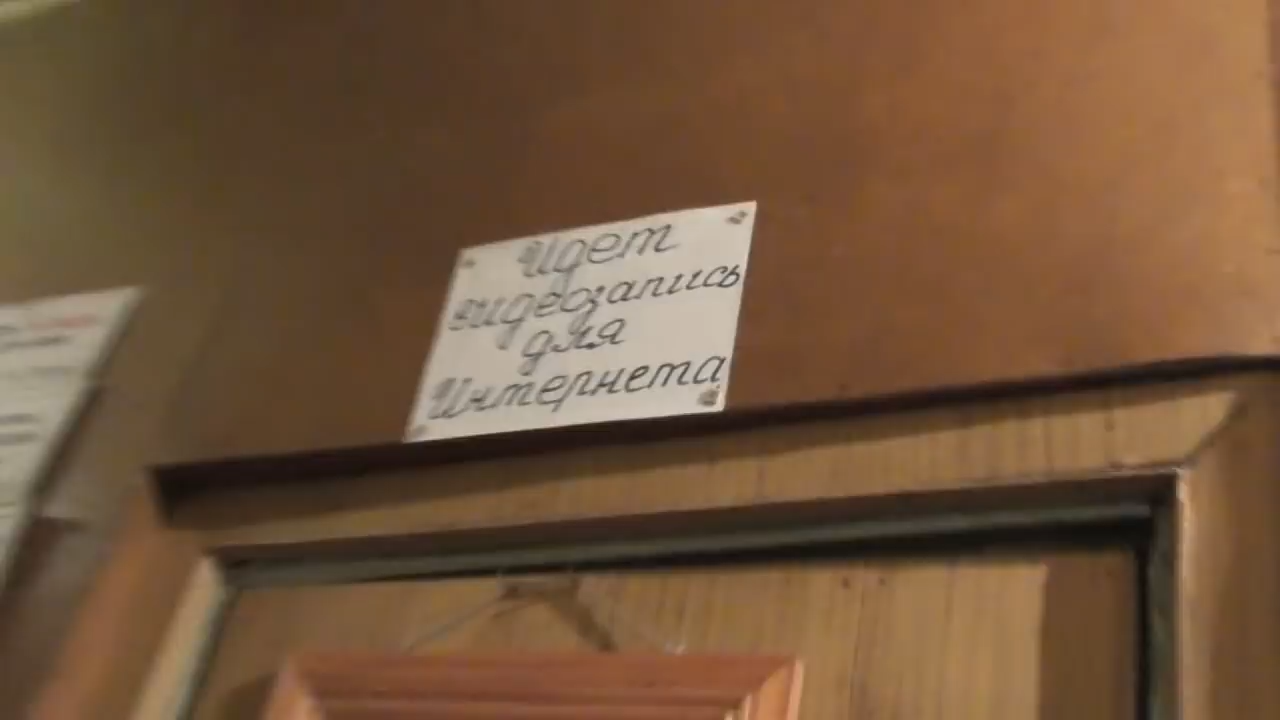 Идет
видеозапись
для
Интернета